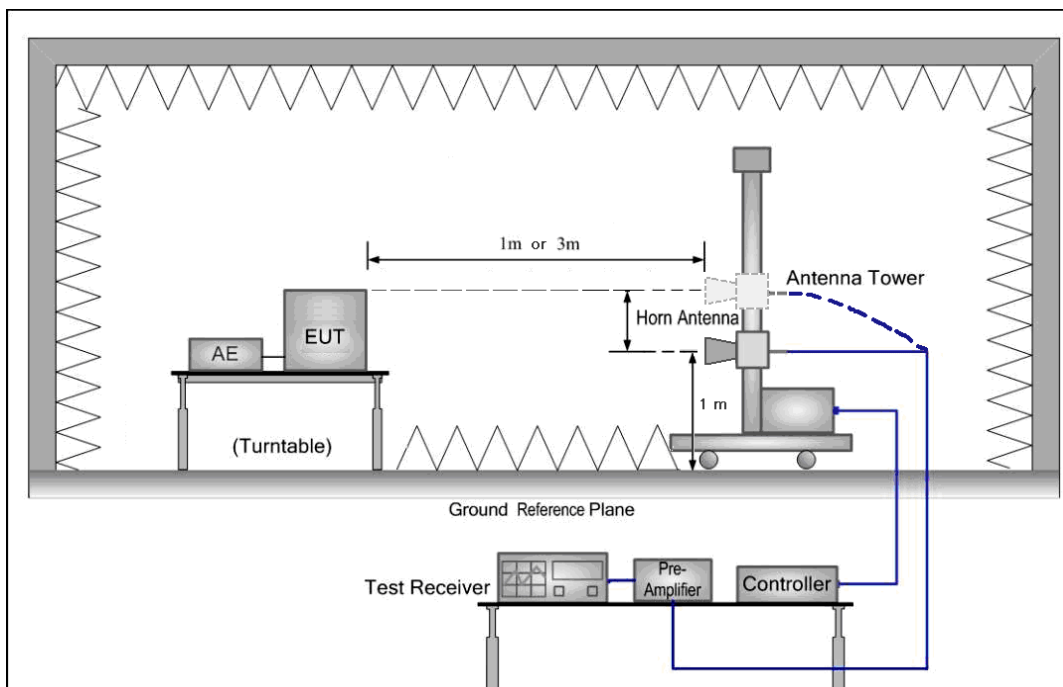 1m or 3m
Antenna Tower
Horn Antenna
EUT
AE
1 m
(Turntable)
Ground Reference Plane
Test Receiver
Pre-
Amplifier
Controller